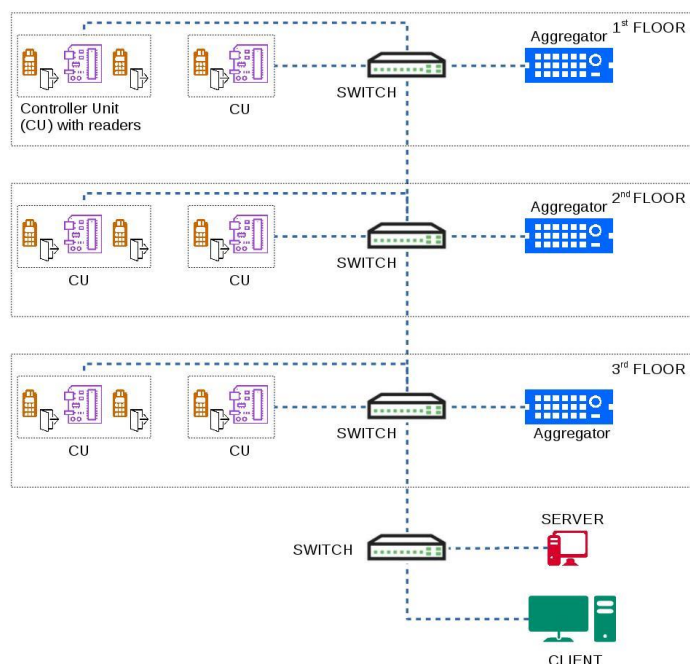 1st FLOOR
Aggregator
SWITCH
Controller Unit
(CU) with readers
CU
2nd FLOOR
Aggregator
SWITCH
CU
CU
3rd FLOOR
SWITCH
Aggregator
CU
CU
SERVER
SWITCH
CLIENT